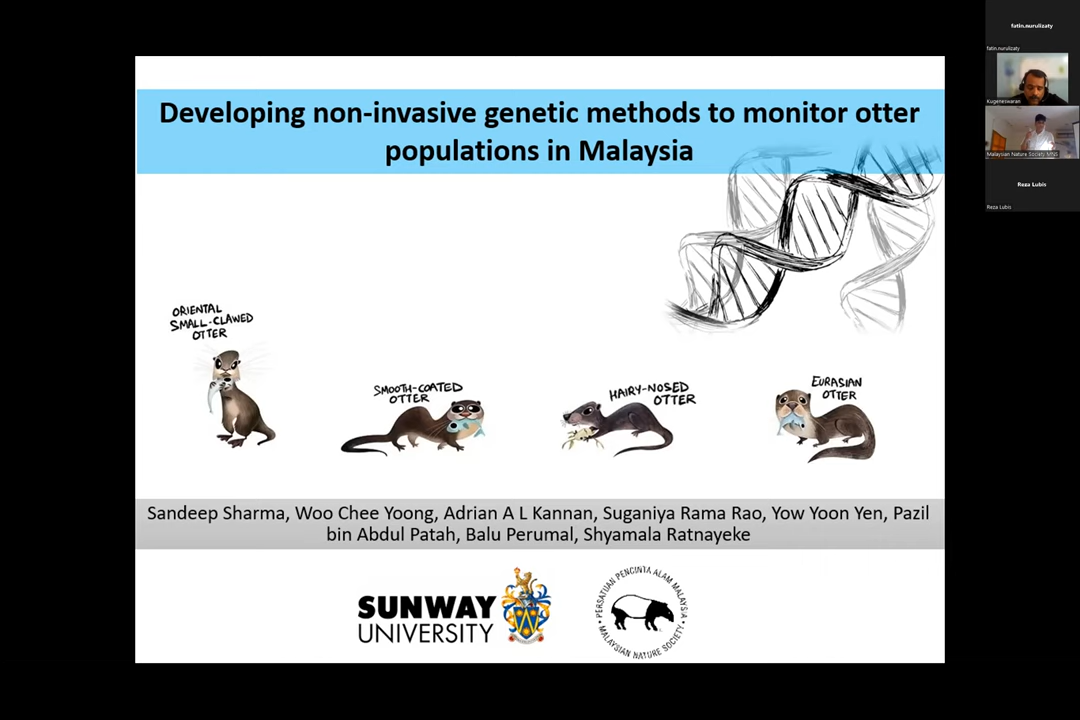 Developing non-invasive genetic methods to monitor otter
populations in Malaysia
ORIENTAL
SMALL-CLAWED
OTTER
SMOOTH-COATED
OTTER
HAIRY-NOSED
OTTER
EURASIAN
OTTER
Sandeep Sharma, Woo Chee Yoong, Adrian A L Kannan, Suganiya Rama Rao, Yow Yoon Yen, Pazil
bin Abdul Patah, Balu Perumal, Shyamala Ratnayeke
SUNWAY
UNIVERSITY
PERSATUAN PENCINTA ALAM MALAYSIA
MALAYSIAN NATURE SOCIETY
fatin.nurulizaty
fatin.nurulizaty
Kugeneswaran
Malaysian Nature Society MNS
Reza Lubis
Reza Lubis